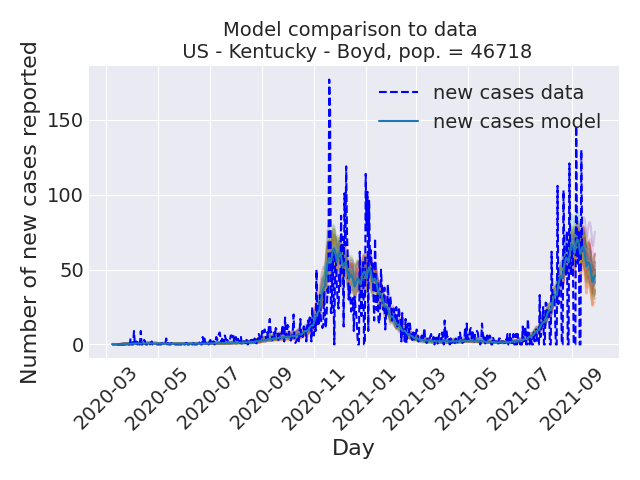 Model comparison to data
US - Kentucky - Boyd, pop. = 46718
Number of new cases reported
150
100
50
0
new cases data
new cases model
2020-03
2020-05
2020-07
2020-09
2020-11
2021-01
2021-03
2021-05
2021-07
2021-09
Day